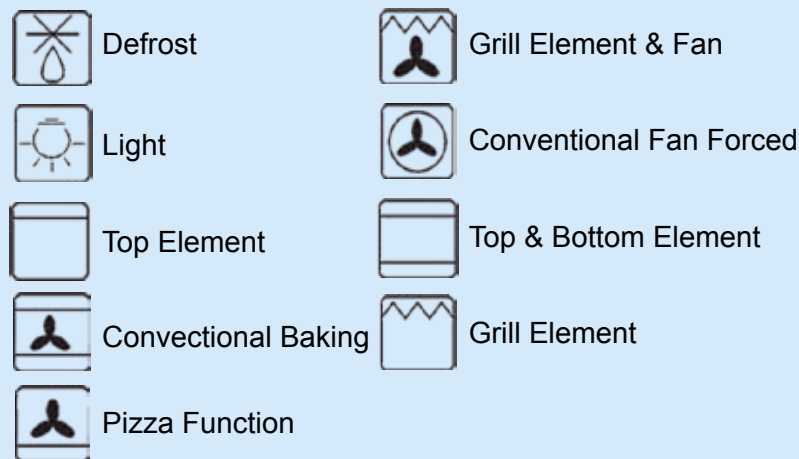 Defrost
Grill Element & Fan
Light
Conventional Fan Forced
Top Element
Top & Bottom Element
Convectional Baking
Grill Element
Pizza Function